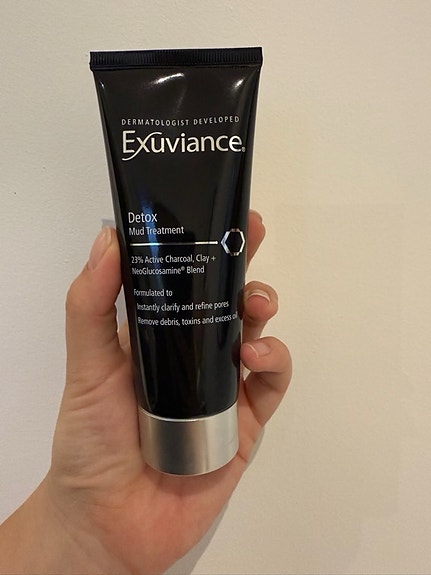 DERMATOLOGIST DEVELOPED
Exuviance®
Detox
Mud Treatment
23% Active Charcoal, Clay +
NeoGlucosamine® Blend
Formulated to
Instantly clarify and refine pores
Remove debris, toxins and excess oil